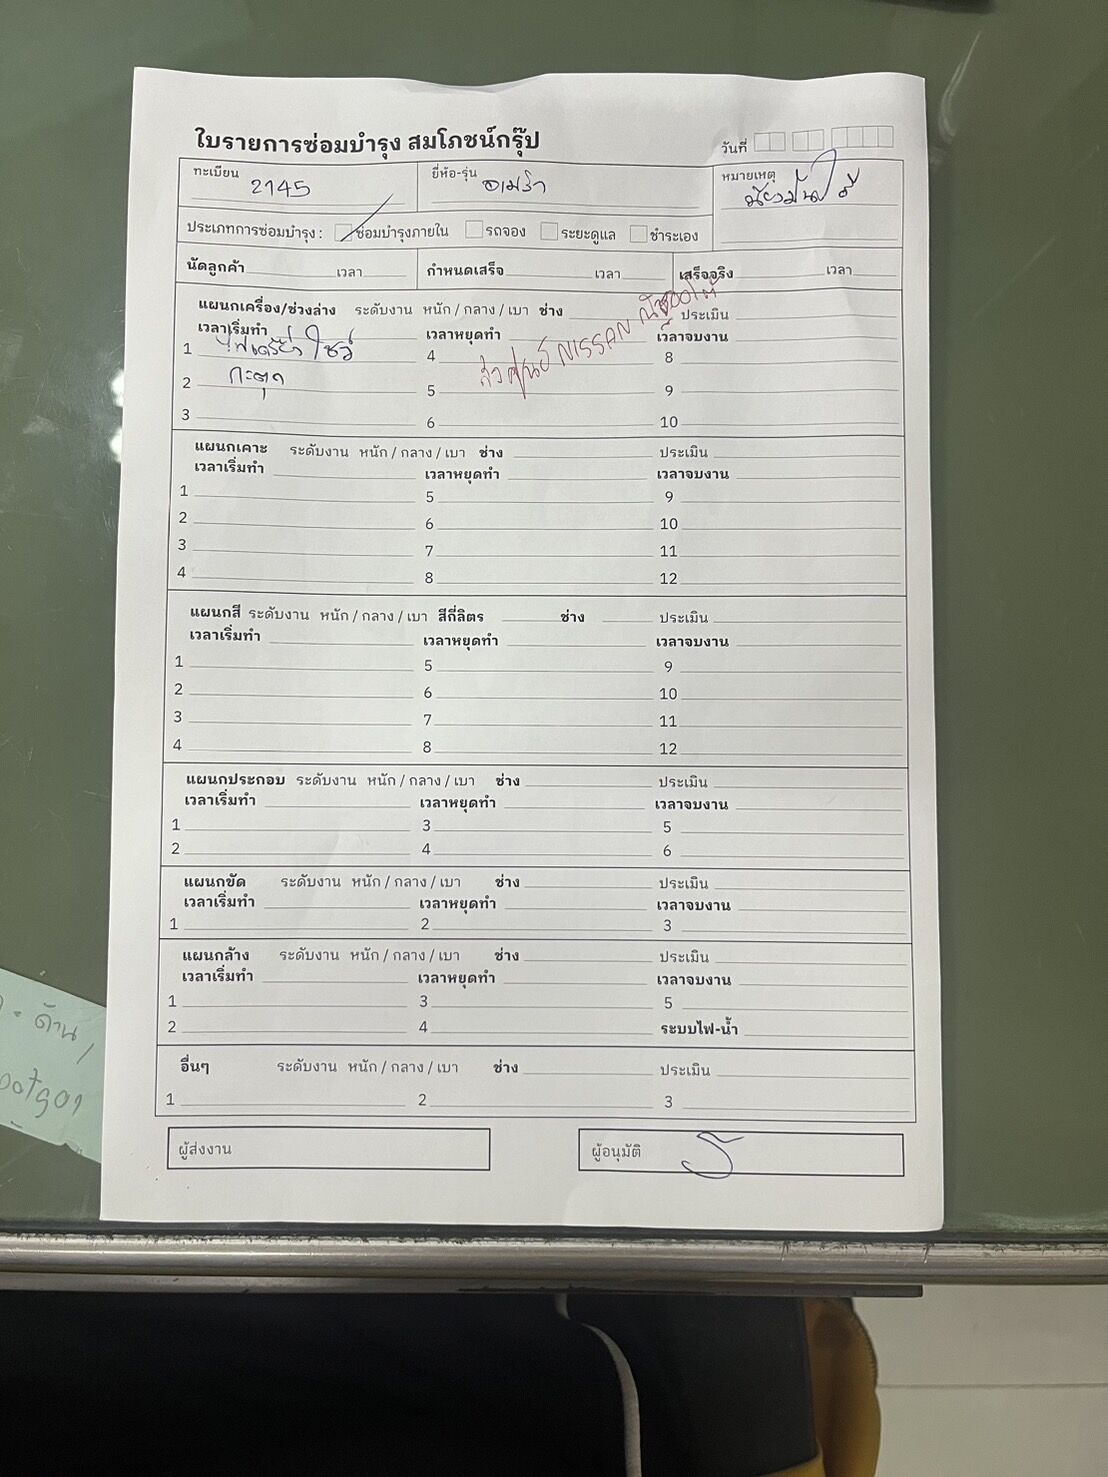 ใบรายการซ่อมบำรุง สมโภชน์กรุ๊ป
วันที่
ทะเบียน 2145
ยี่ห้อ-รุ่น อเมร่า
หมายเหตุ
ประเภทการซ่อมบำรุง : ซ่อมบำรุงภายใน รถจอง ระยะดูแล ชำระเอง
นัดลูกค้า เวลา กำหนดเสร็จ เวลา เสร็จจริง เวลา
แผนกเครื่อง/ช่วงล่าง ระดับงาน หนัก / กลาง / เบา ช่าง ประเมิน
เวลาเริ่มทำ เวลาหยุดทำ เวลาจบงาน
1 ไฟเครื่องโชว์ 4 8
ส่งศูนย์ NISSAN
2 กะตุก 5 9
3 6 10
แผนกเคาะ ระดับงาน หนัก / กลาง / เบา ช่าง ประเมิน
เวลาเริ่มทำ เวลาหยุดทำ เวลาจบงาน
1 5 9
2 6 10
3 7 11
4 8 12
แผนกสี ระดับงาน หนัก / กลาง / เบา สีกี่ลิตร ช่าง ประเมิน
เวลาเริ่มทำ เวลาหยุดทำ เวลาจบงาน
1 5 9
2 6 10
3 7 11
4 8 12
แผนกประกอบ ระดับงาน หนัก / กลาง / เบา ช่าง ประเมิน
เวลาเริ่มทำ เวลาหยุดทำ เวลาจบงาน
1 3 5
2 4 6
แผนกขัด ระดับงาน หนัก / กลาง / เบา ช่าง ประเมิน
เวลาเริ่มทำ เวลาหยุดทำ เวลาจบงาน
1 2 3
แผนกล้าง ระดับงาน หนัก / กลาง / เบา ช่าง ประเมิน
เวลาเริ่มทำ เวลาหยุดทำ เวลาจบงาน
1 3 5
2 4 ระบบไฟ-น้ำ
อื่นๆ ระดับงาน หนัก / กลาง / เบา ช่าง ประเมิน
1 2 3
ผู้ส่งงาน ผู้อนุมัติ
ด้าน